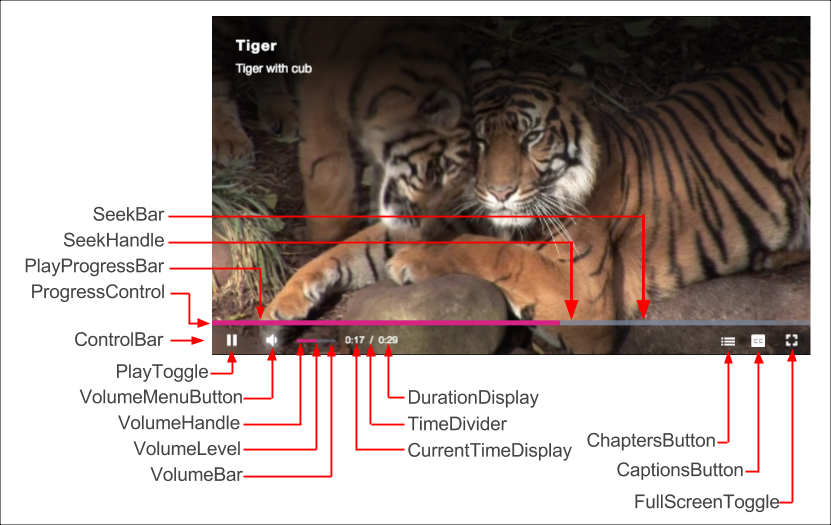 Tiger
Tiger with cub
SeekBar
SeekHandle
PlayProgressBar
ProgressControl
ControlBar
0:17 / 0:29
CC
PlayToggle
VolumeMenuButton
VolumeHandle
VolumeLevel
VolumeBar
DurationDisplay
TimeDivider
CurrentTimeDisplay
ChaptersButton
CaptionsButton
FullScreenToggle